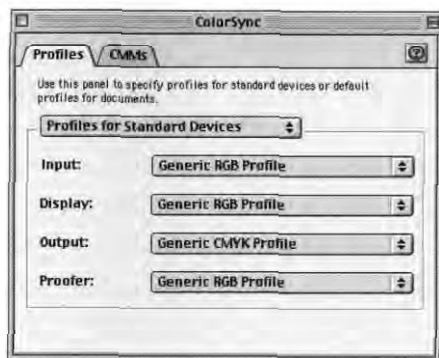 ColorSync
Profiles CMMs
Use this panel to specify profiles for standard devices or default
profiles for documents.
Profiles for Standard Devices
Input: Generic RGB Profile
Display: Generic RGB Profile
Output: Generic CMYK Profile
Proofer: Generic RGB Profile